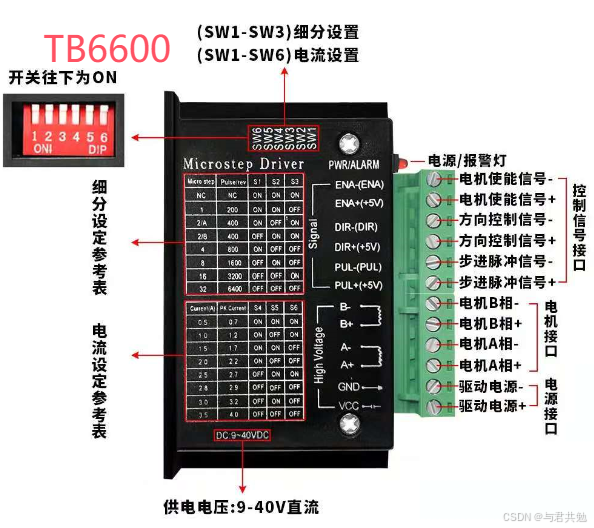 TB6600
(SW1-SW3)细分设置
(SW1-SW6)电流设置
开关往下为ON
1 2 3 4 5 6
ONI DIP
SW6
SW5
SW4
SW3
SW2
SW1
Microstep Driver
PWR/ALARM
Micro step Pulse/rev S1 S2 S3
NC NC ON ON ON
1 200 ON ON OFF
2/A 400 ON OFF ON
2/B 400 OFF ON ON
4 800 ON OFF OFF
8 1600 OFF ON OFF
16 3200 OFF OFF ON
32 6400 OFF OFF OFF
Current(A) PK Current S4 S5 S6
0.5 0.7 ON ON ON
1.0 1.2 ON OFF ON
1.5 1.7 ON ON OFF
2.0 2.2 ON OFF OFF
2.5 2.7 OFF ON ON
2.8 2.9 OFF OFF ON
3.0 3.2 OFF ON OFF
3.5 4.0 OFF OFF OFF
DC:9~40VDC
细分设定参考表
电流设定参考表
Signal
ENA-(ENA)
ENA+(+5V)
DIR-(DIR)
DIR+(+5V)
PUL-(PUL)
PUL+(+5V)
High Voltage
B-
B+
A-
A+
GND
VCC
电源/报警灯
电机使能信号-
电机使能信号+
方向控制信号-
方向控制信号+
步进脉冲信号-
步进脉冲信号+
电机B相-
电机B相+
电机A相-
电机A相+
驱动电源-
驱动电源+
控制信号接口
电机接口
电源接口
供电电压:9-40V直流
CSDN @与君共勉